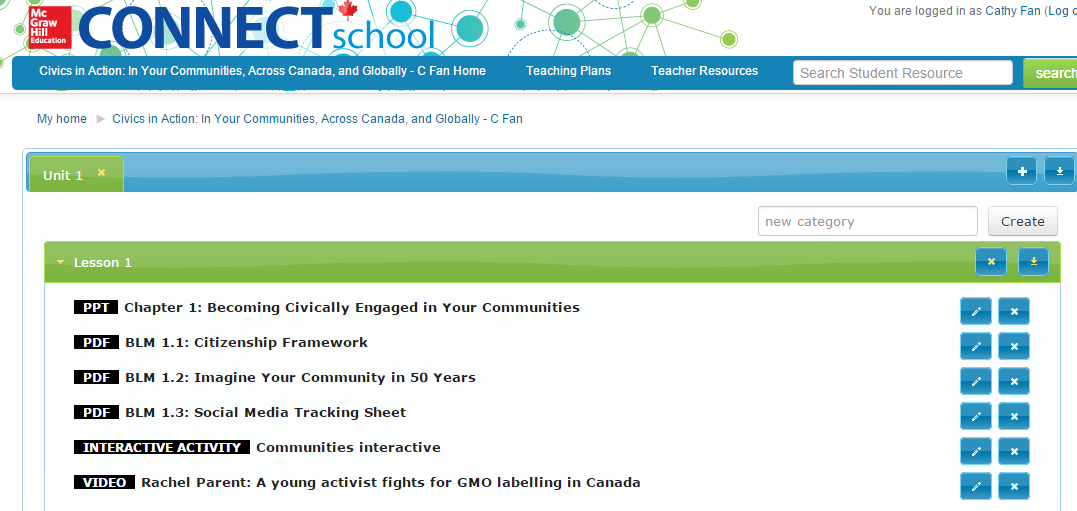 Mc
Graw
Hill
Education
CONNECT
school
You are logged in as Cathy Fan (Log o
Civics in Action: In Your Communities, Across Canada, and Globally - C Fan Home
Teaching Plans
Teacher Resources
Search Student Resource
search
My home
Civics in Action: In Your Communities, Across Canada, and Globally - C Fan
Unit 1
new category
Create
Lesson 1
PPT Chapter 1: Becoming Civically Engaged in Your Communities
PDF BLM 1.1: Citizenship Framework
PDF BLM 1.2: Imagine Your Community in 50 Years
PDF BLM 1.3: Social Media Tracking Sheet
INTERACTIVE ACTIVITY Communities interactive
VIDEO Rachel Parent: A young activist fights for GMO labelling in Canada